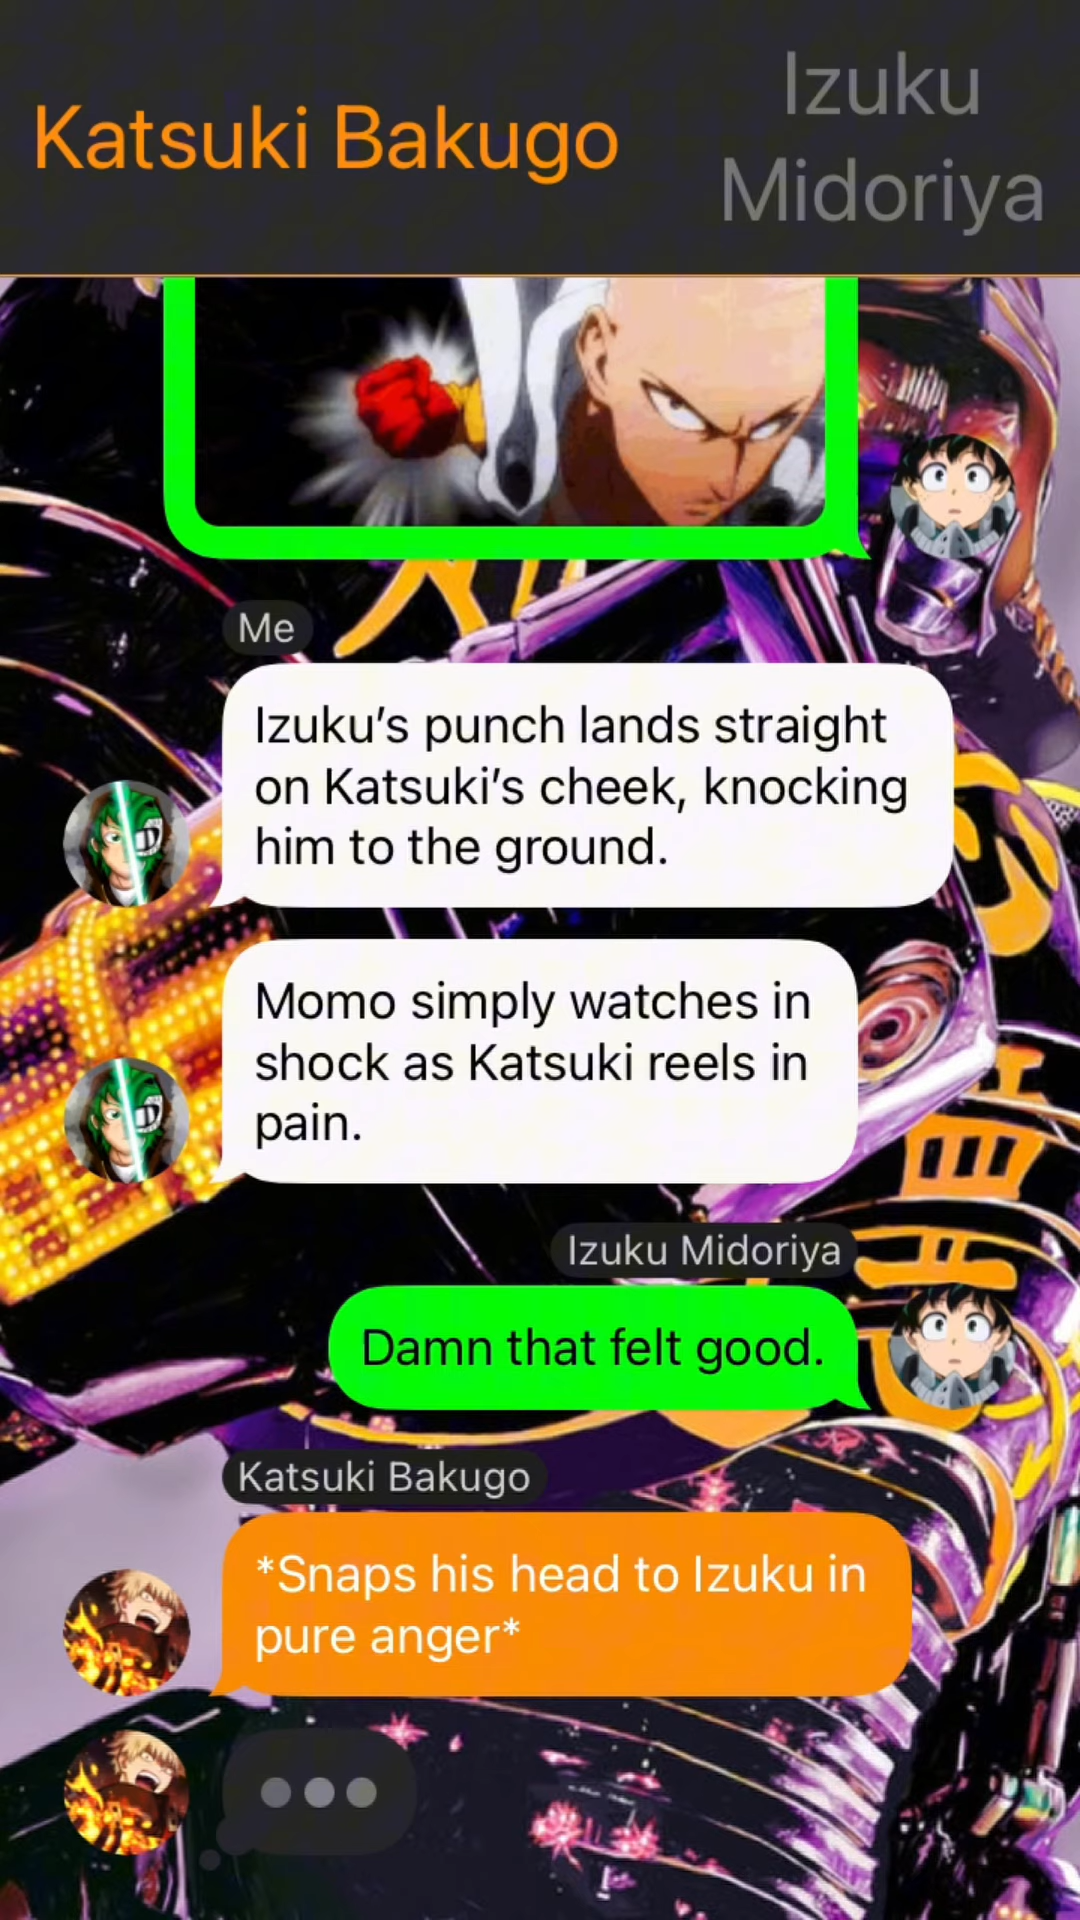 Katsuki Bakugo
Izuku
Midoriya
Me
Izuku’s punch lands straight
on Katsuki’s cheek, knocking
him to the ground.
Momo simply watches in
shock as Katsuki reels in
pain.
Izuku Midoriya
Damn that felt good.
Katsuki Bakugo
*Snaps his head to Izuku in
pure anger*